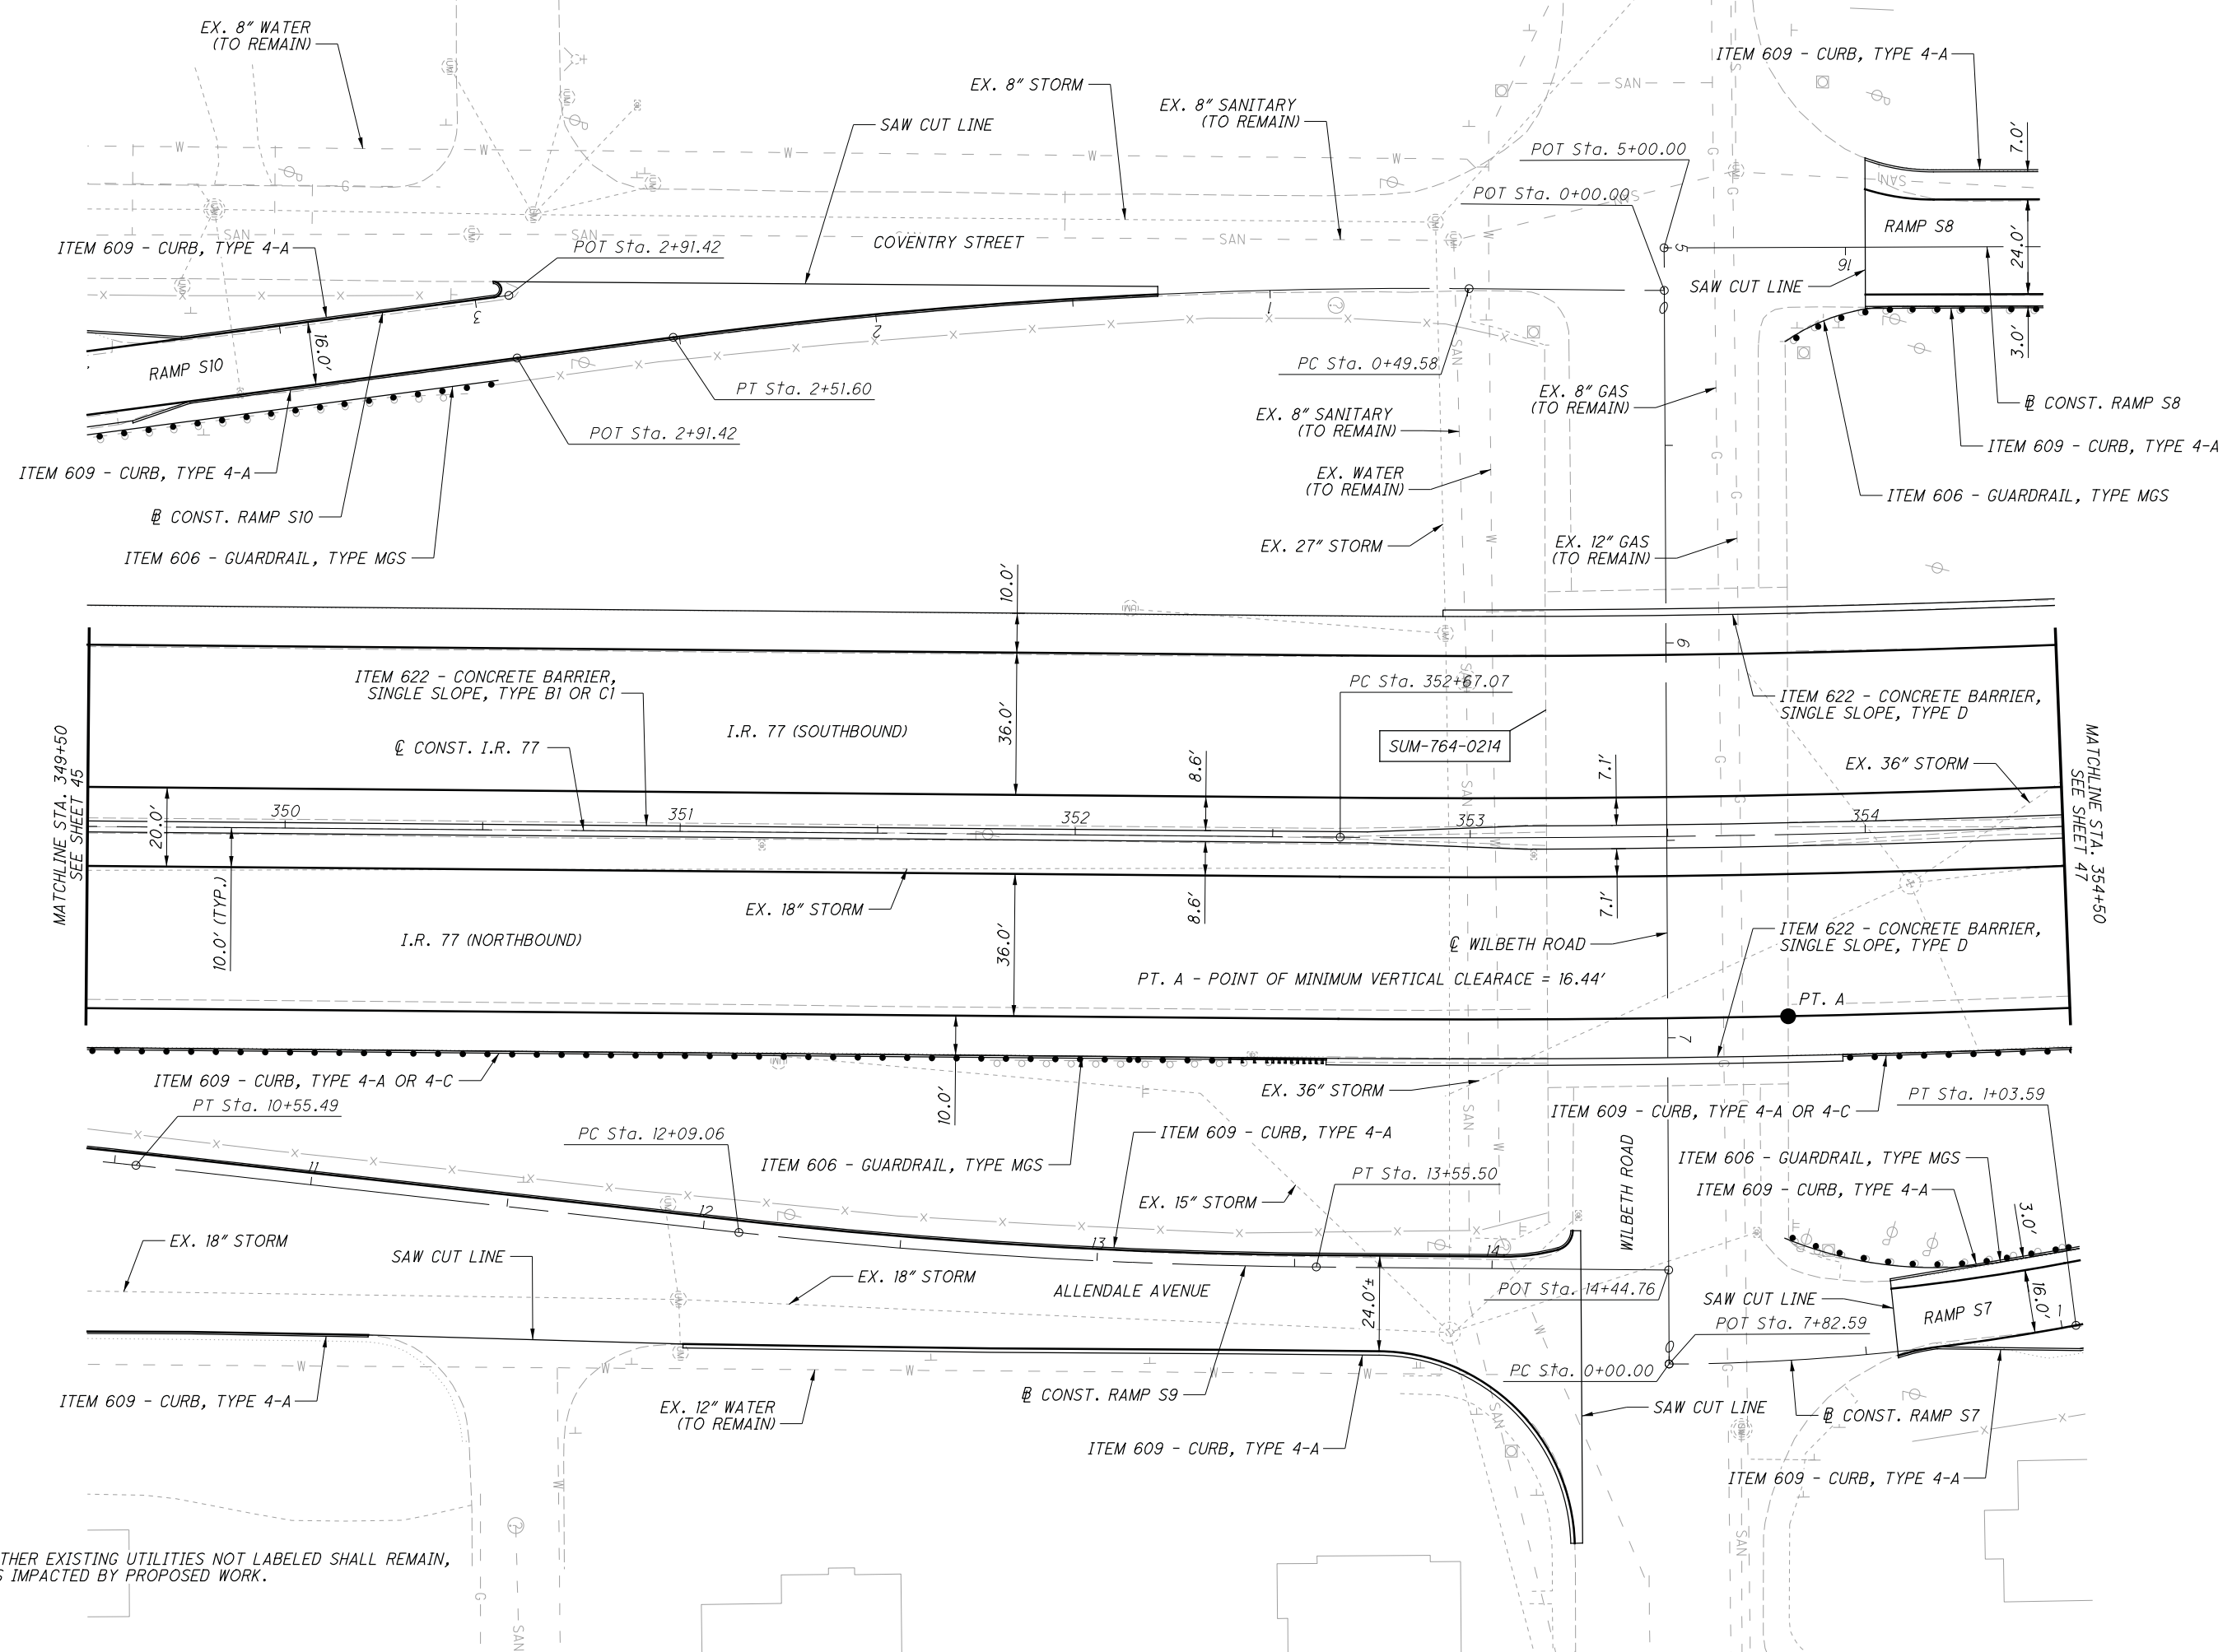 EX. 8" WATER
(TO REMAIN)
EX. 8" STORM
EX. 8" SANITARY
(TO REMAIN)
SAW CUT LINE
ITEM 609 - CURB, TYPE 4-A
7.0'
POT Sta. 5+00.00
POT Sta. 0+00.00
ITEM 609 - CURB, TYPE 4-A
POT Sta. 2+91.42
COVENTRY STREET
RAMP S8
24.0'
SAW CUT LINE
5
16
0
1
2
3
16.0'
RAMP S10
PT Sta. 2+51.60
PC Sta. 0+49.58
3.0'
POT Sta. 2+91.42
EX. 8" GAS
(TO REMAIN)
EX. 8" SANITARY
(TO REMAIN)
CONST. RAMP S8
ITEM 609 - CURB, TYPE 4-A
ITEM 609 - CURB, TYPE 4-A
EX. WATER
(TO REMAIN)
ITEM 606 - GUARDRAIL, TYPE MGS
CONST. RAMP S10
EX. 27" STORM
EX. 12" GAS
(TO REMAIN)
ITEM 606 - GUARDRAIL, TYPE MGS
10.0'
6
ITEM 622 - CONCRETE BARRIER,
SINGLE SLOPE, TYPE B1 OR C1
PC Sta. 352+67.07
ITEM 622 - CONCRETE BARRIER,
SINGLE SLOPE, TYPE D
36.0'
I.R. 77 (SOUTHBOUND)
CONST. I.R. 77
SUM-764-0214
8.6'
7.1'
EX. 36" STORM
MATCHLINE STA. 349+50
SEE SHEET 45
MATCHLINE STA. 354+50
SEE SHEET 47
20.0'
350
351
352
353
354
10.0' (TYP.)
EX. 18" STORM
8.6'
7.1'
36.0'
I.R. 77 (NORTHBOUND)
℄ WILBETH ROAD
ITEM 622 - CONCRETE BARRIER,
SINGLE SLOPE, TYPE D
PT. A - POINT OF MINIMUM VERTICAL CLEARACE = 16.44'
PT. A
7
10.0'
ITEM 609 - CURB, TYPE 4-A OR 4-C
EX. 36" STORM
PT Sta. 10+55.49
PC Sta. 12+09.06
ITEM 609 - CURB, TYPE 4-A OR 4-C
PT Sta. 1+03.59
ITEM 609 - CURB, TYPE 4-A
ITEM 606 - GUARDRAIL, TYPE MGS
PT Sta. 13+55.50
WILBETH ROAD
ITEM 606 - GUARDRAIL, TYPE MGS
ITEM 609 - CURB, TYPE 4-A
EX. 15" STORM
3.0'
11
12
13
14
EX. 18" STORM
SAW CUT LINE
EX. 18" STORM
ALLENDALE AVENUE
24.0'±
POT Sta. 14+44.76
SAW CUT LINE
RAMP S7
16.0'
1
POT Sta. 7+82.59
0
PC Sta. 0+00.00
ITEM 609 - CURB, TYPE 4-A
EX. 12" WATER
(TO REMAIN)
CONST. RAMP S9
SAW CUT LINE
CONST. RAMP S7
ITEM 609 - CURB, TYPE 4-A
ITEM 609 - CURB, TYPE 4-A
THER EXISTING UTILITIES NOT LABELED SHALL REMAIN,
S IMPACTED BY PROPOSED WORK.